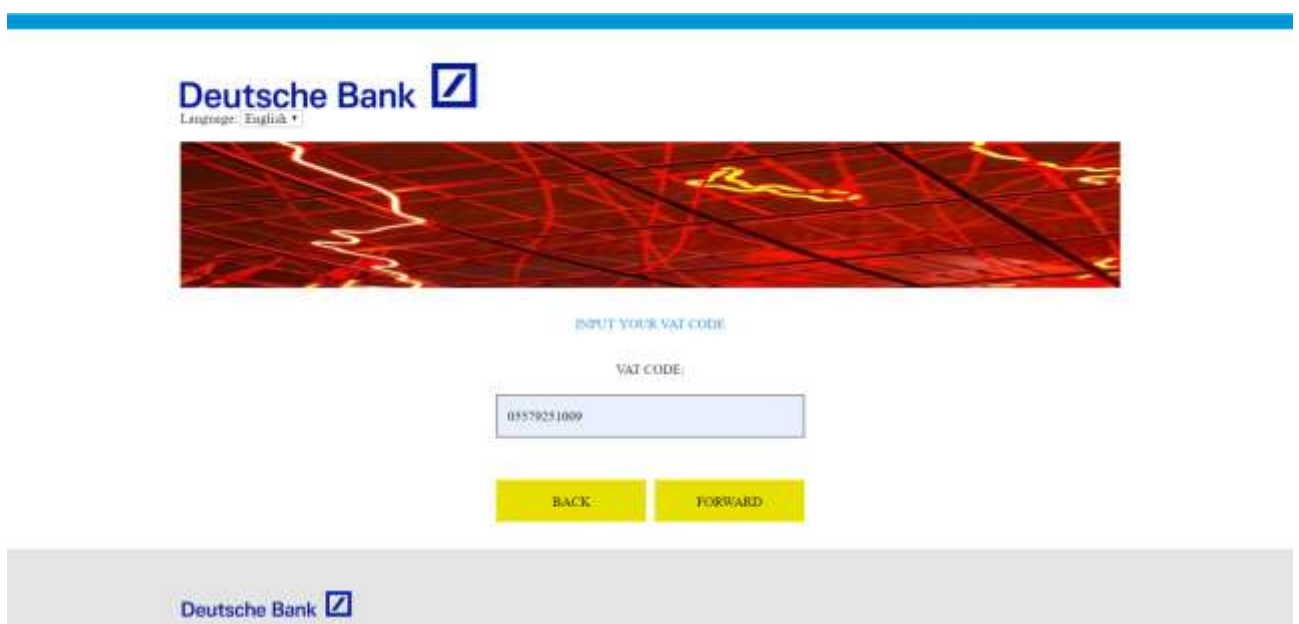 Deutsche Bank
Language: English
INPUT YOUR VAT CODE
VAT CODE:
05579251009
BACK FORWARD
Deutsche Bank